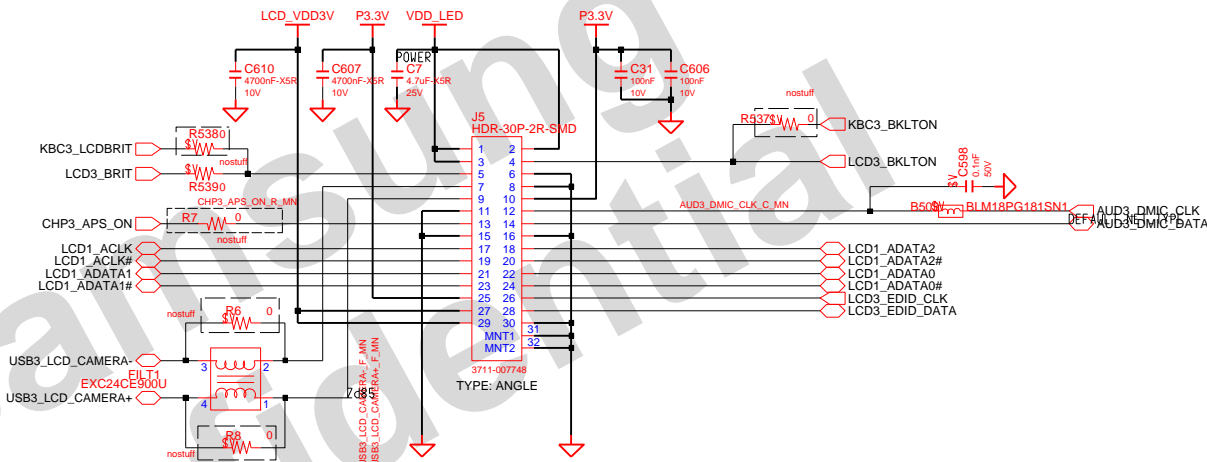 LCD_VDD3V P3.3V VDD_LED P3.3V
POWER
C610
4700nF-X5R
10V
C607
4700nF-X5R
10V
C7
4.7uF-X5R
25V
C31
100nF
10V
C606
100nF
10V
J5
HDR-30P-2R-SMD
nostuff
R537 0
KBC3_BKLTON
LCD3_BKLTON
R5380
nostuff
KBC3_LCDBRIT
LCD3_BRIT
R5390
CHP3_APS_ON_R_MN
R7 0
nostuff
CHP3_APS_ON
C598
0.1nF
50V
AUD3_DMIC_CLK_C_MN
BLM18PG181SN1
AUD3_DMIC_CLK
DEFAULT_NET_TYPE
AUD3_DMIC_DATA
1 2
3 4
5 6
7 8
9 10
11 12
13 14
15 16
17 18
19 20
21 22
23 24
25 26
27 28
29 30
MNT1 31
MNT2 32
LCD1_ACLK
LCD1_ACLK#
LCD1_ADATA1
LCD1_ADATA1#
LCD1_ADATA2
LCD1_ADATA2#
LCD1_ADATA0
LCD1_ADATA0#
LCD3_EDID_CLK
LCD3_EDID_DATA
nostuff
R6 0
USB3_LCD_CAMERA-
3 2
FILT1
EXC24CE900U
USB3_LCD_CAMERA+
4 1
R8 0
nostuff
USB3_LCD_CAMERA-_F_MN
USB3_LCD_CAMERA+_F_MN
3711-007748
TYPE: ANGLE